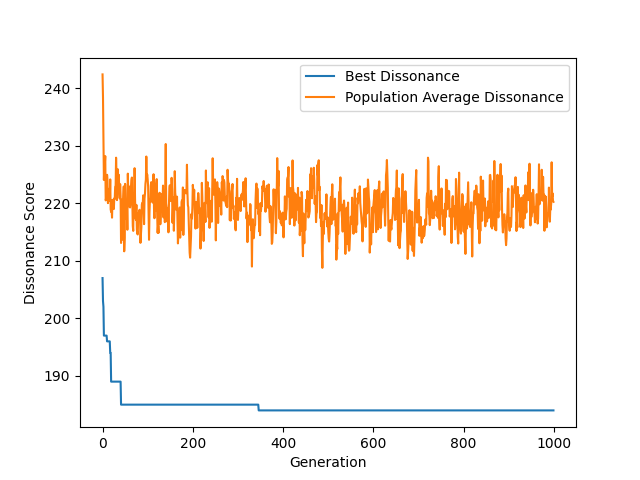 Best Dissonance
Population Average Dissonance
Dissonance Score
240
230
220
210
200
190
0 200 400 600 800 1000
Generation